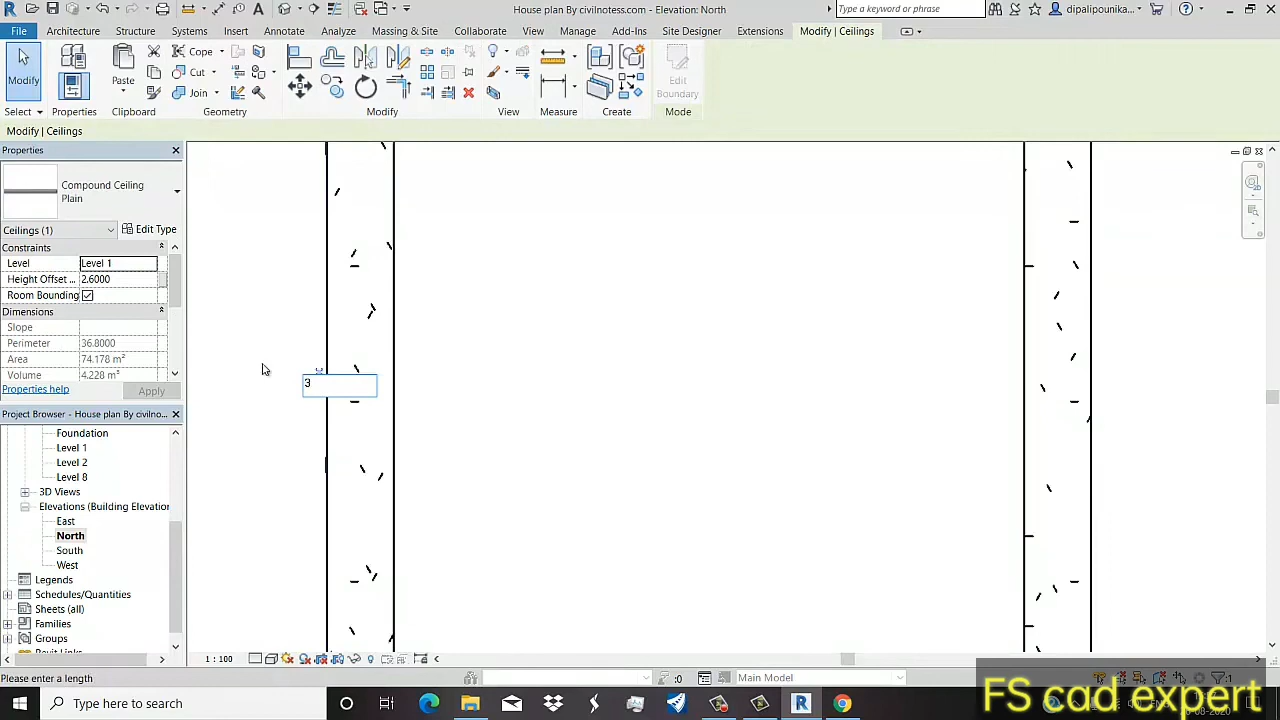 House plan By civilnotess.com - Elevation: North
Type a keyword or phrase
dipalipounika...
File Architecture Structure Systems Insert Annotate Analyze Massing & Site Collaborate View Manage Add-Ins Site Designer Extensions Modify | Ceilings
Modify
Paste
Cope
Cut
Join
Edit
Boundary
Select Properties Clipboard Geometry Modify View Measure Create Mode
Modify | Ceilings
Properties
Compound Ceiling
Plain
Ceilings (1) Edit Type
Constraints
Level Level 1
Height Offset ... 2.6000
Room Bounding
Dimensions
Slope
Perimeter 36.8000
Area 74.178 m²
Volume 4.228 m³
Properties help Apply
Project Browser - House plan By civilno...
Foundation
Level 1
Level 2
Level 8
3D Views
Elevations (Building Elevation
East
North
South
West
Legends
Schedules/Quantities
Sheets (all)
Families
Groups
3
1 : 100
Please enter a length
:0
Main Model
:1
Type here to search
FS cad expert